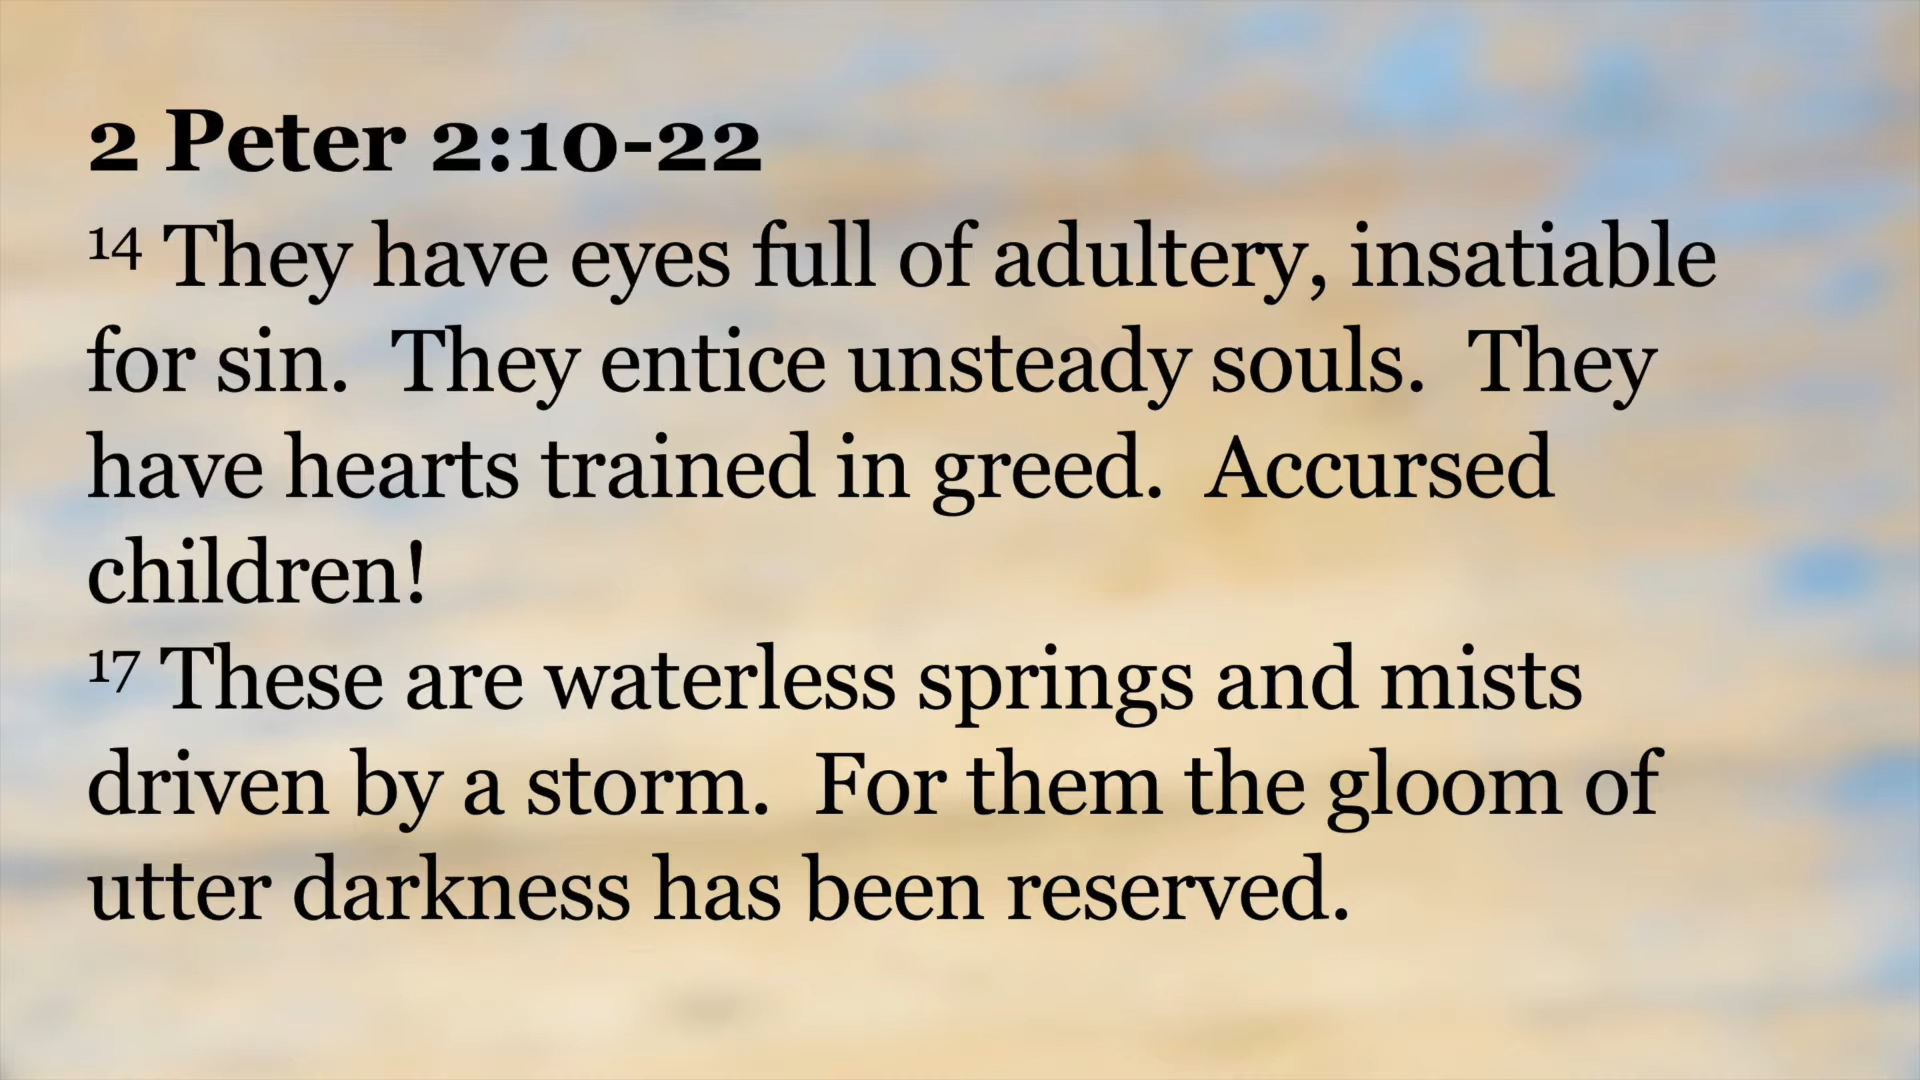 2 Peter 2:10-22
14 They have eyes full of adultery, insatiable
for sin.  They entice unsteady souls.  They
have hearts trained in greed.  Accursed
children!
17 These are waterless springs and mists
driven by a storm.  For them the gloom of
utter darkness has been reserved.